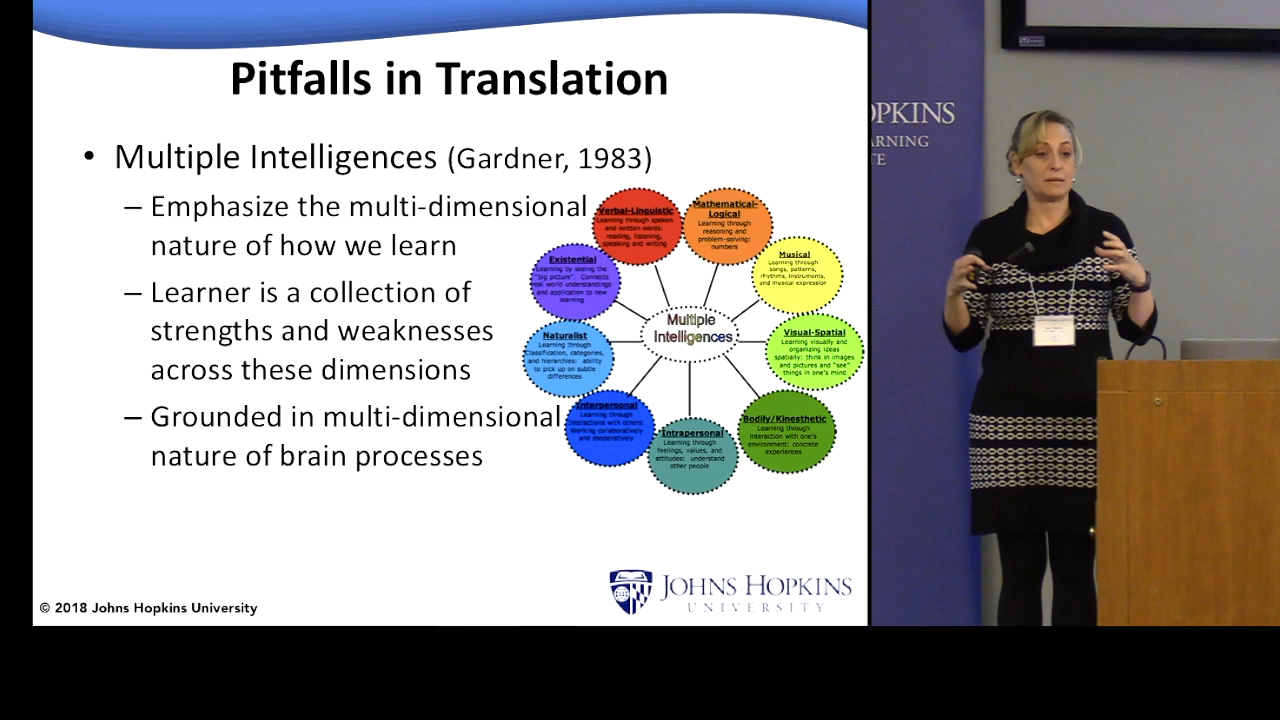 Pitfalls in Translation
• Multiple Intelligences (Gardner, 1983)
– Emphasize the multi-dimensional
nature of how we learn
– Learner is a collection of
strengths and weaknesses
across these dimensions
– Grounded in multi-dimensional
nature of brain processes
Verbal-Linguistic
Learning through spoken
and written words:
reading, listening,
speaking and writing
Mathematical-
Logical
Learning through
reasoning and
problem-solving:
numbers
Musical
Learning through
songs, patterns,
rhythms, instruments,
and musical expression
Visual-Spatial
Learning visually and
organizing ideas
spatially: think in images
and pictures and "see"
things in one's mind
Bodily/Kinesthetic
Learning through
interaction with one's
environment: concrete
experiences
Intrapersonal
Learning through
feelings, values, and
attitudes: understand
other people
Interpersonal
Learning through
interactions with others:
Working collaboratively
and cooperatively
Naturalist
Learning through
Classification, categories,
and hierarchies: ability
to pick up on subtle
differences
Existential
Learning by seeing the
"big picture". Connects
real world understandings
and application to new
learning
Multiple
Intelligences
© 2018 Johns Hopkins University
JOHNS HOPKINS
UNIVERSITY
OPKINS
ARNING
TE